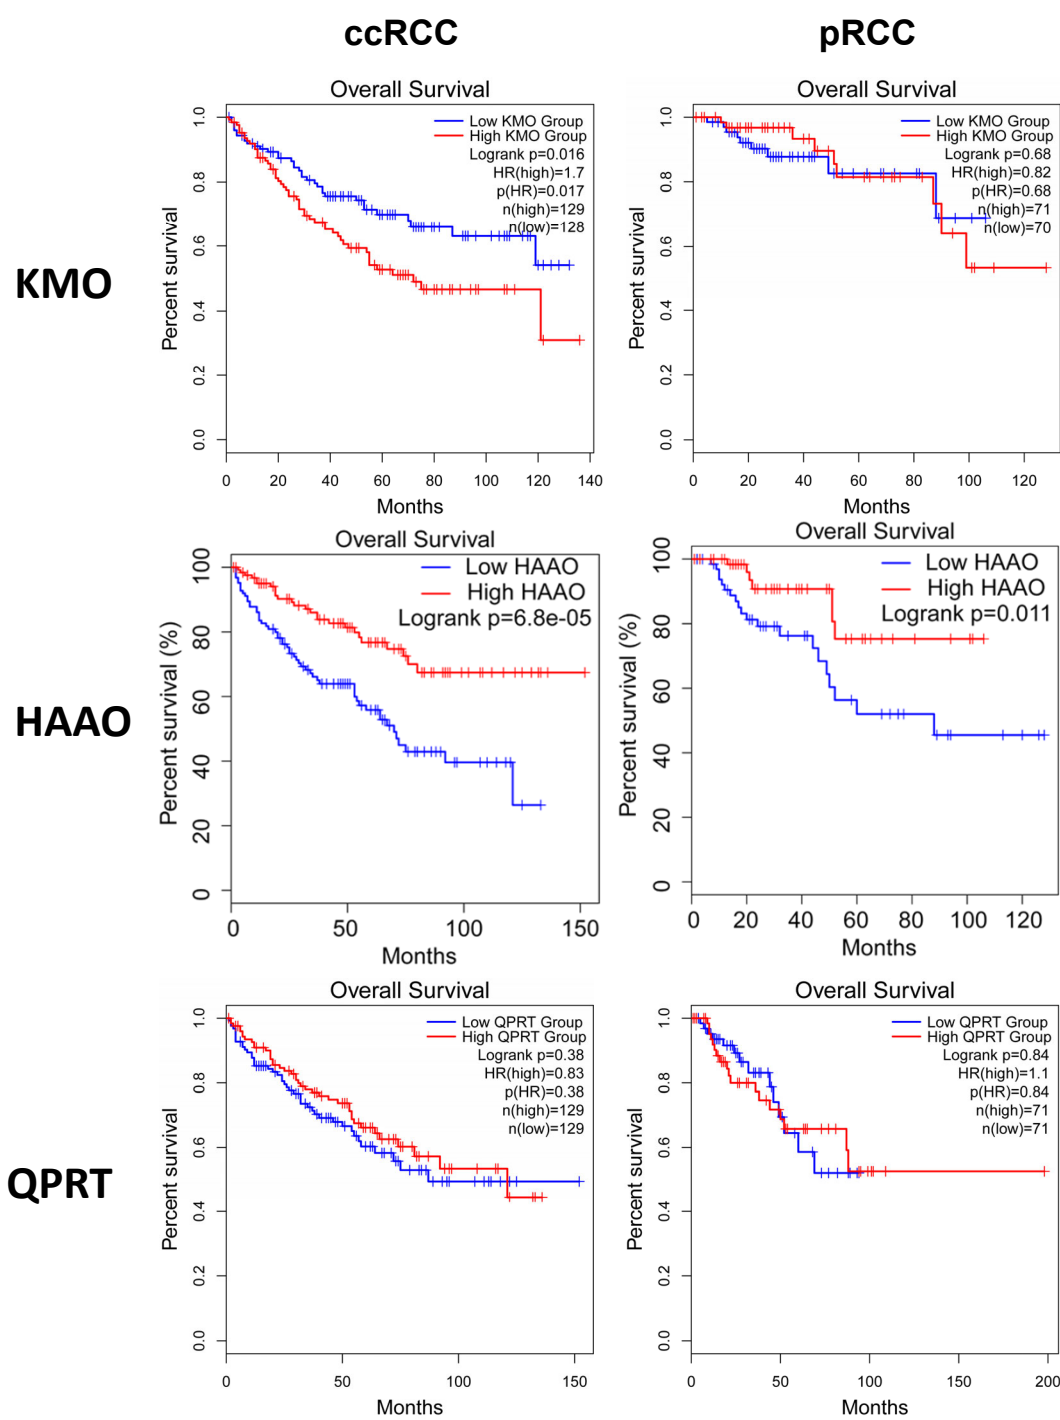 ccRCC
pRCC
KMO
Overall Survival
Low KMO Group
High KMO Group
Logrank p=0.016
HR(high)=1.7
p(HR)=0.017
n(high)=129
n(low)=128
Percent survival
1.0
0.8
0.6
0.4
0.2
0.0
0 20 40 60 80 100 120 140
Months
Overall Survival
Low KMO Group
High KMO Group
Logrank p=0.68
HR(high)=0.82
p(HR)=0.68
n(high)=71
n(low)=70
Percent survival
1.0
0.8
0.6
0.4
0.2
0.0
0 20 40 60 80 100 120
Months
HAAO
Overall Survival
Low HAAO
High HAAO
Logrank p=6.8e-05
Percent survival (%)
100
80
60
40
20
0
0 50 100 150
Months
Overall Survival
Low HAAO
High HAAO
Logrank p=0.011
Percent survival (%)
100
80
60
40
20
0
0 20 40 60 80 100 120
Months
QPRT
Overall Survival
Low QPRT Group
High QPRT Group
Logrank p=0.38
HR(high)=0.83
p(HR)=0.38
n(high)=129
n(low)=129
Percent survival
1.0
0.8
0.6
0.4
0.2
0.0
0 50 100 150
Months
Overall Survival
Low QPRT Group
High QPRT Group
Logrank p=0.84
HR(high)=1.1
p(HR)=0.84
n(high)=71
n(low)=71
Percent survival
1.0
0.8
0.6
0.4
0.2
0.0
0 50 100 150 200
Months